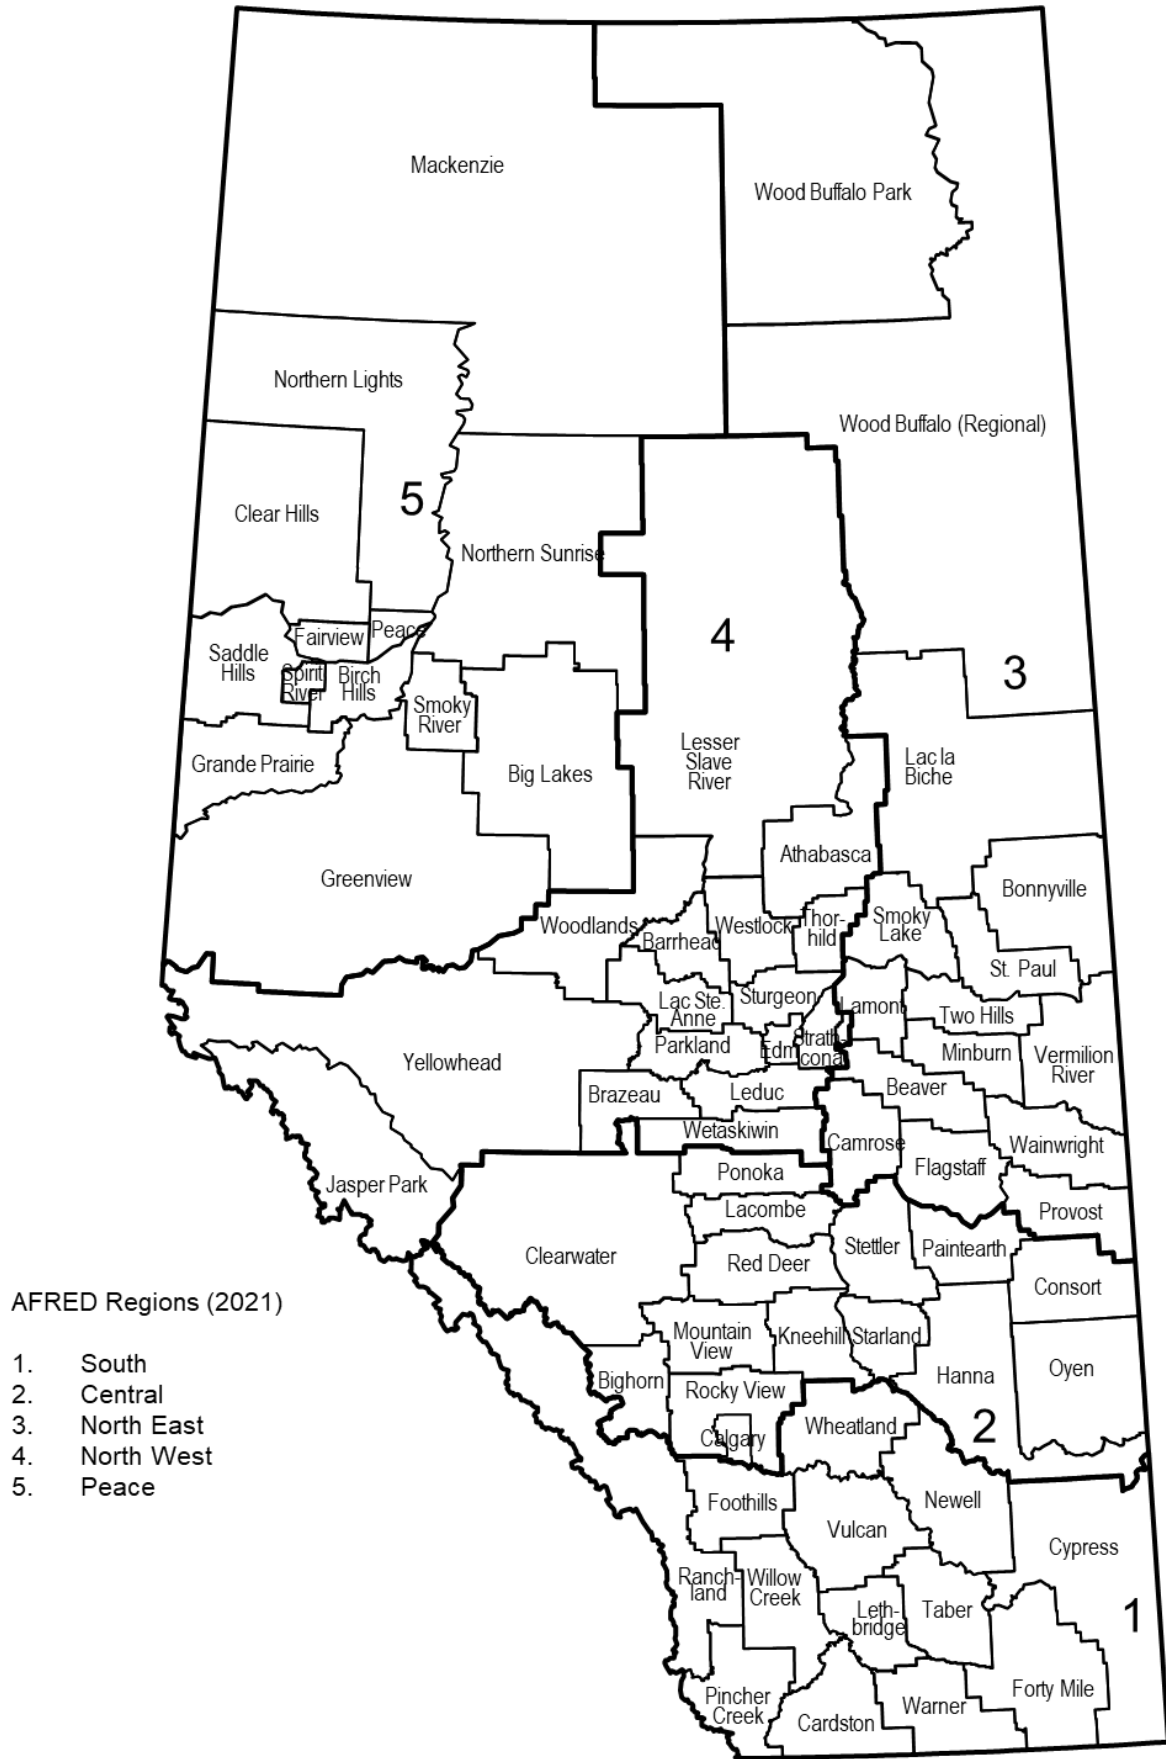 Mackenzie
Wood Buffalo Park
Northern Lights
Wood Buffalo (Regional)
5
Clear Hills
Northern Sunrise
4
Fairview
Peace
Saddle
Hills
Spirit
River
Birch
Hills
3
Smoky
River
Grande Prairie
Big Lakes
Lesser
Slave
River
Lac la
Biche
Athabasca
Greenview
Bonnyville
Woodlands
Barrhead
Westlock
Thor-
hild
Smoky
Lake
St. Paul
Lac Ste.
Anne
Sturgeon
Lamont
Two Hills
Yellowhead
Parkland
Edm
Strath-
cona
Minburn
Vermilion
River
Brazeau
Leduc
Beaver
Wetaskiwin
Camrose
Wainwright
Jasper Park
Ponoka
Flagstaff
Lacombe
Provost
Clearwater
Red Deer
Stettler
Paintearth
Consort
AFRED Regions (2021)
1. South
2. Central
3. North East
4. North West
5. Peace
Mountain
View
Kneehill
Starland
Hanna
Oyen
Bighorn
Rocky View
Calgary
Wheatland
2
Foothills
Vulcan
Newell
Cypress
Ranch-
land
Willow
Creek
Leth-
bridge
Taber
1
Pincher
Creek
Cardston
Warner
Forty Mile